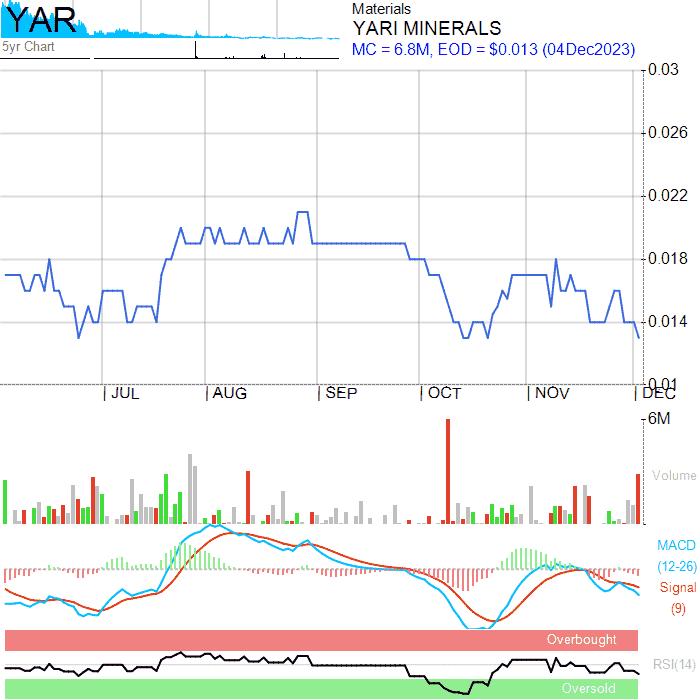 YAR
5yr Chart
Materials
YARI MINERALS
MC = 6.8M, EOD = $0.013 (04Dec2023)
0.03
0.026
0.022
0.018
0.014
0.01
JUL AUG SEP OCT NOV DEC
6M
Volume
MACD
(12-26)
Signal
(9)
Overbought
RSI(14)
Oversold